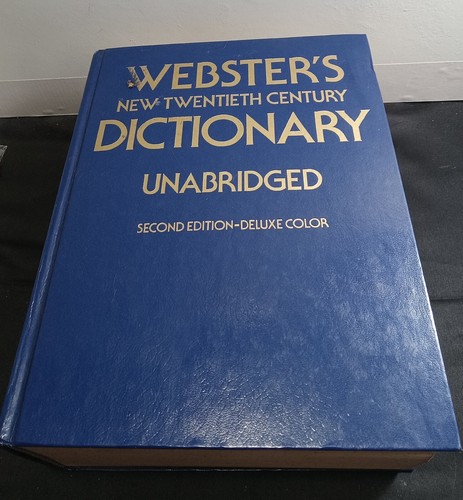 WEBSTER'S
NEW TWENTIETH CENTURY
DICTIONARY
UNABRIDGED
SECOND EDITION-DELUXE COLOR